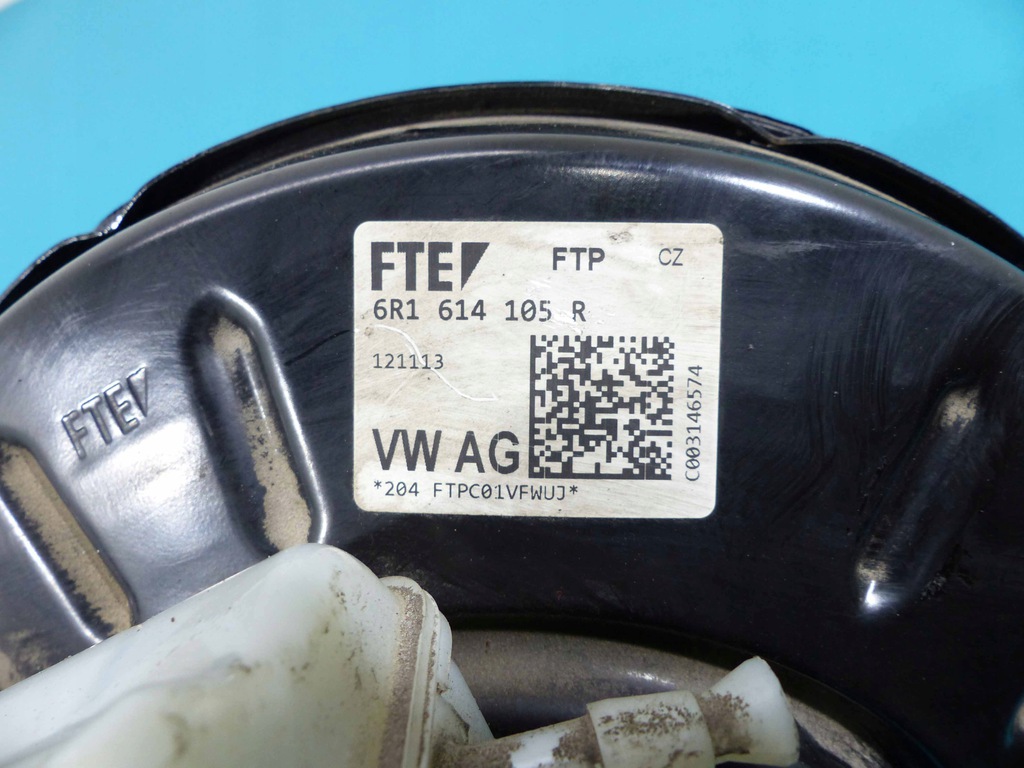 FTE FTP CZ
6R1 614 105 R
121113
C003146574
VW AG
*204 FTPC01VFWUJ*
FTE